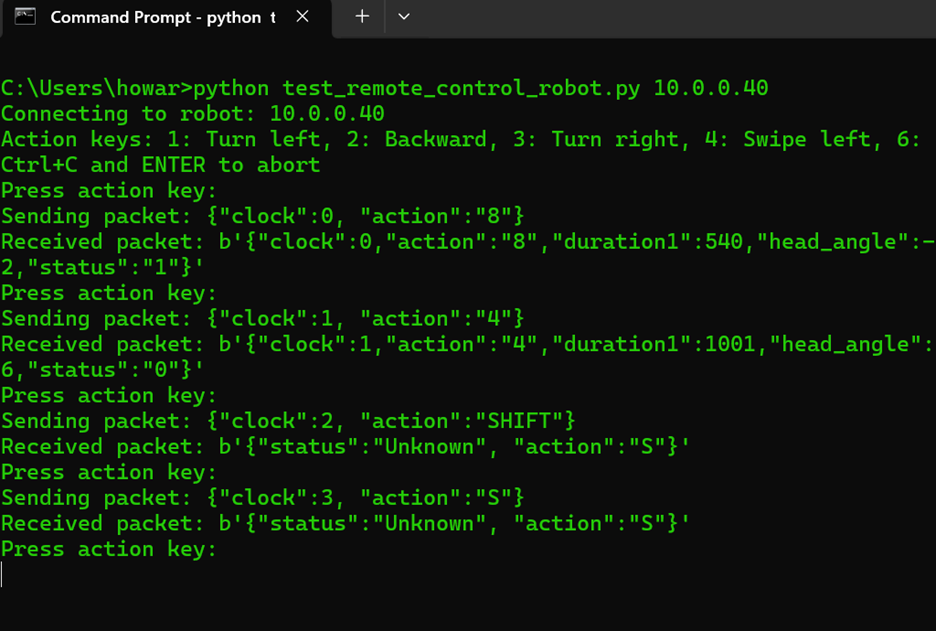 Command Prompt - python t
C:\Users\howar>python test_remote_control_robot.py 10.0.0.40
Connecting to robot: 10.0.0.40
Action keys: 1: Turn left, 2: Backward, 3: Turn right, 4: Swipe left, 6:
Ctrl+C and ENTER to abort
Press action key:
Sending packet: {"clock":0, "action":"8"}
Received packet: b'{"clock":0,"action":"8","duration1":540,"head_angle":-
2,"status":"1"}'
Press action key:
Sending packet: {"clock":1, "action":"4"}
Received packet: b'{"clock":1,"action":"4","duration1":1001,"head_angle":
6,"status":"0"}'
Press action key:
Sending packet: {"clock":2, "action":"SHIFT"}
Received packet: b'{"status":"Unknown", "action":"S"}'
Press action key:
Sending packet: {"clock":3, "action":"S"}
Received packet: b'{"status":"Unknown", "action":"S"}'
Press action key: